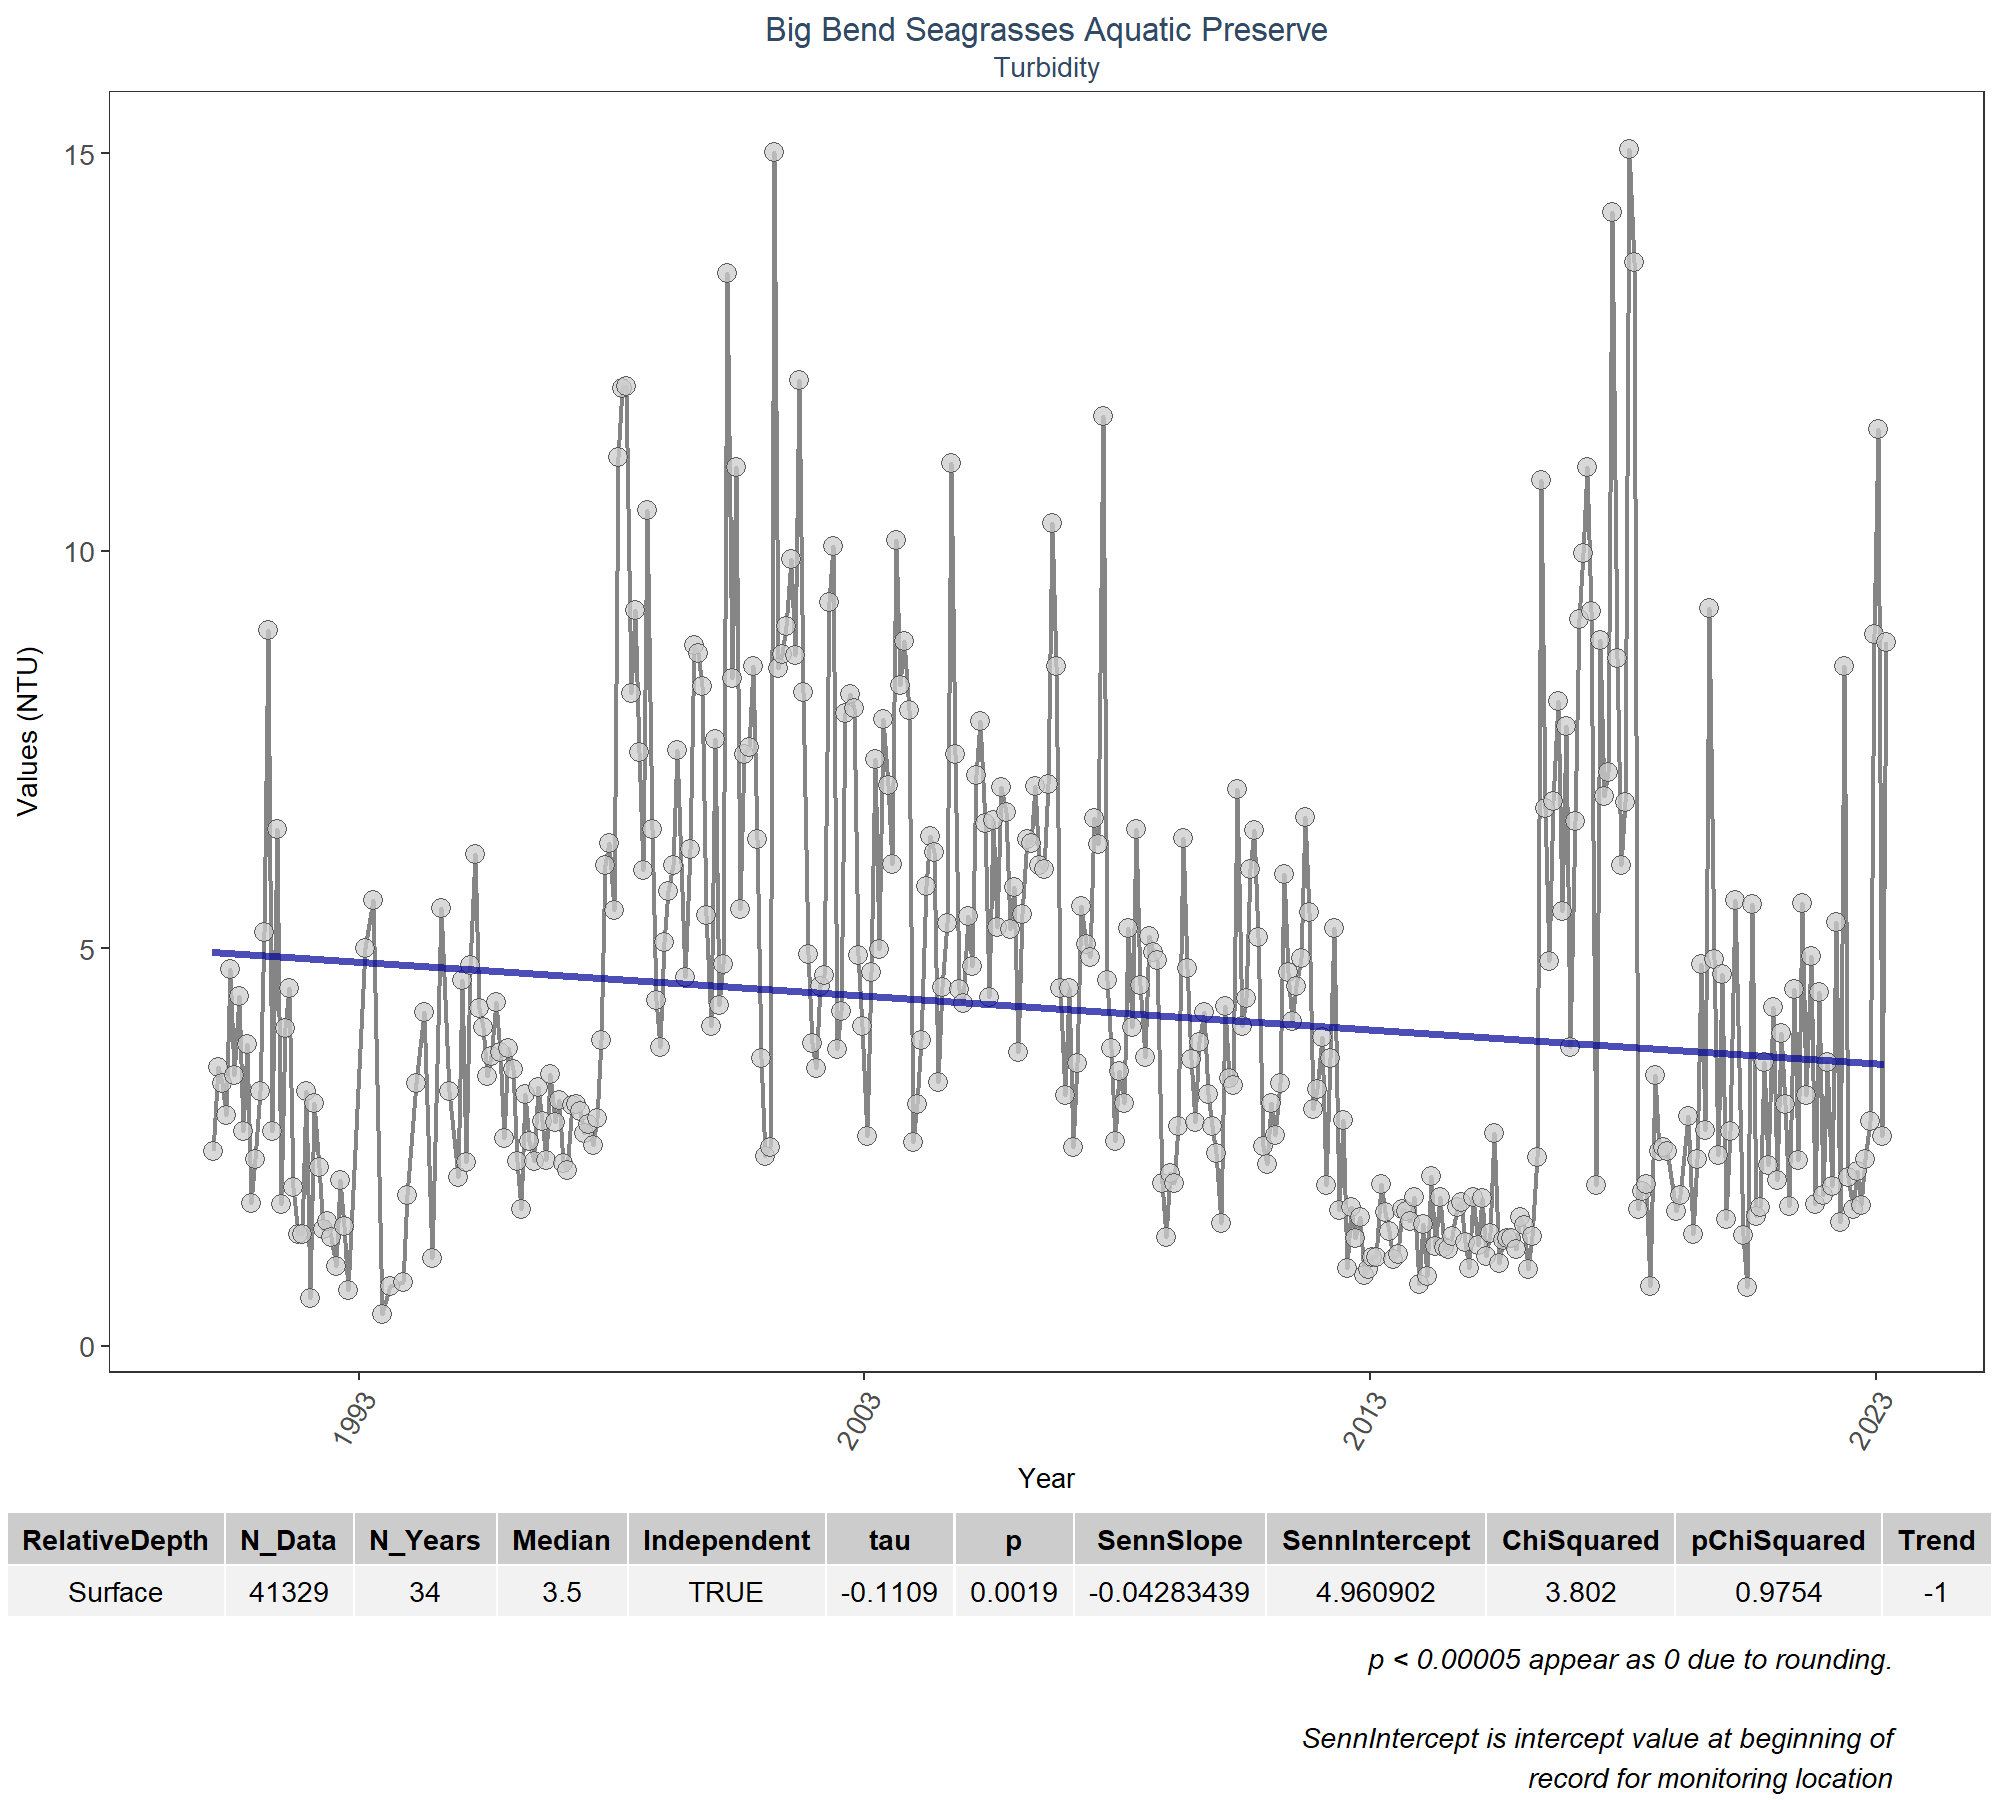 Big Bend Seagrasses Aquatic Preserve
Turbidity
15
10
5
0
Values (NTU)
1993
2003
2013
2023
Year
RelativeDepth N_Data N_Years Median Independent tau p SennSlope SennIntercept ChiSquared pChiSquared Trend
Surface 41329 34 3.5 TRUE -0.1109 0.0019 -0.04283439 4.960902 3.802 0.9754 -1
p < 0.00005 appear as 0 due to rounding.
SennIntercept is intercept value at beginning of
record for monitoring location